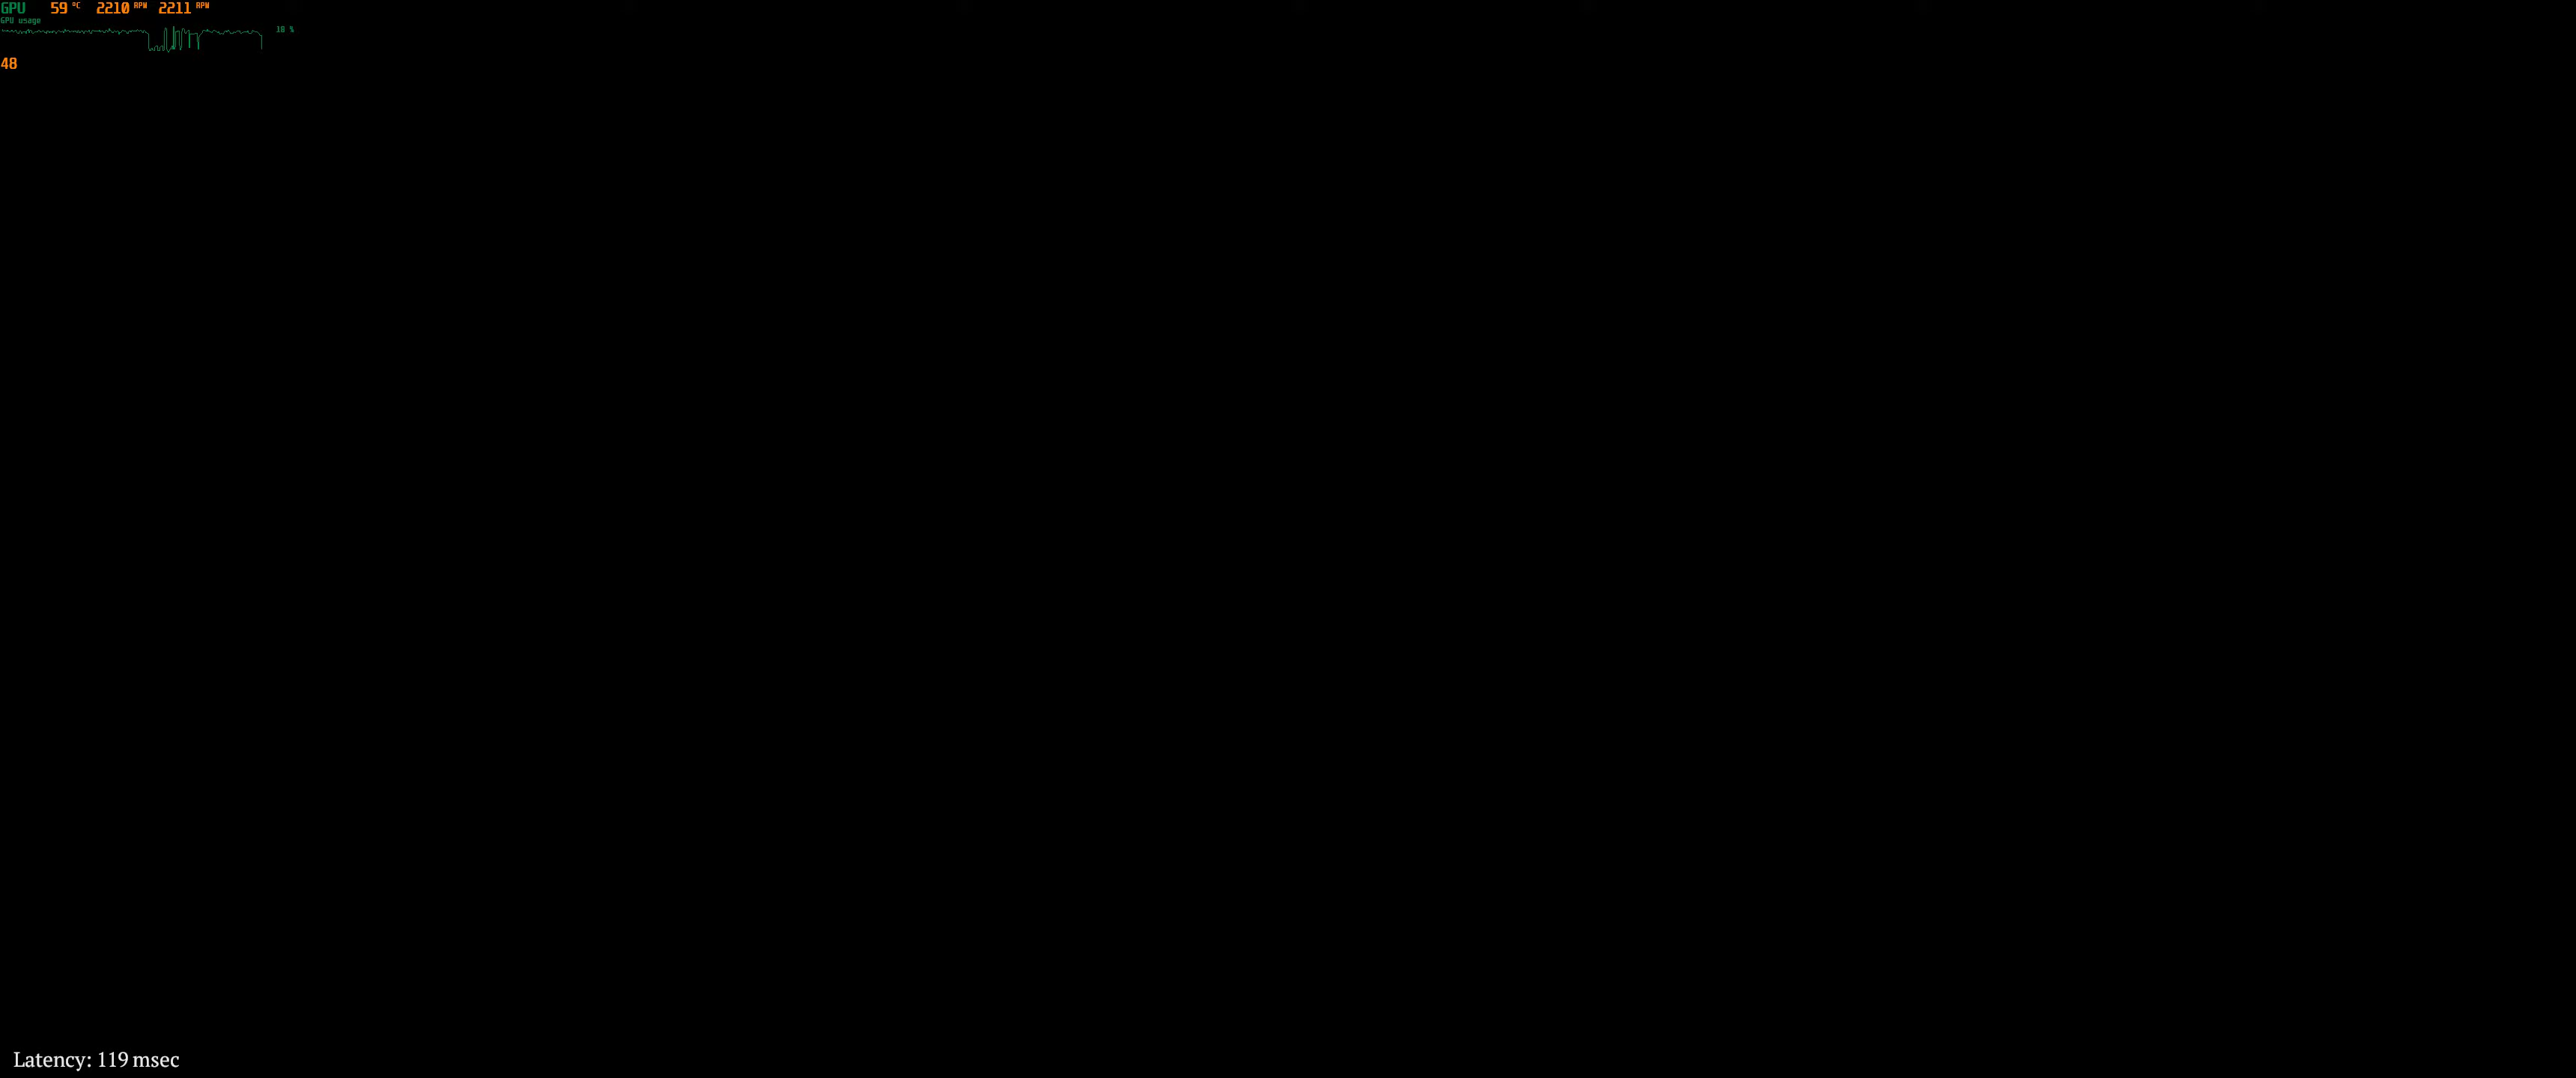 GPU 59 °C 2210 RPM 2211 RPM
GPU usage
18 %
48
Latency: 119 msec